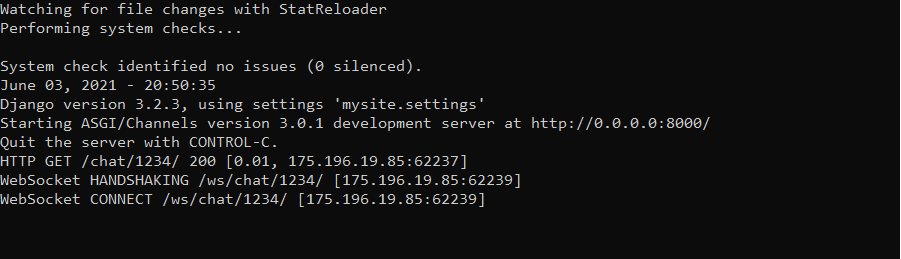 Watching for file changes with StatReloader
Performing system checks...
System check identified no issues (0 silenced).
June 03, 2021 - 20:50:35
Django version 3.2.3, using settings 'mysite.settings'
Starting ASGI/Channels version 3.0.1 development server at http://0.0.0.0:8000/
Quit the server with CONTROL-C.
HTTP GET /chat/1234/ 200 [0.01, 175.196.19.85:62237]
WebSocket HANDSHAKING /ws/chat/1234/ [175.196.19.85:62239]
WebSocket CONNECT /ws/chat/1234/ [175.196.19.85:62239]